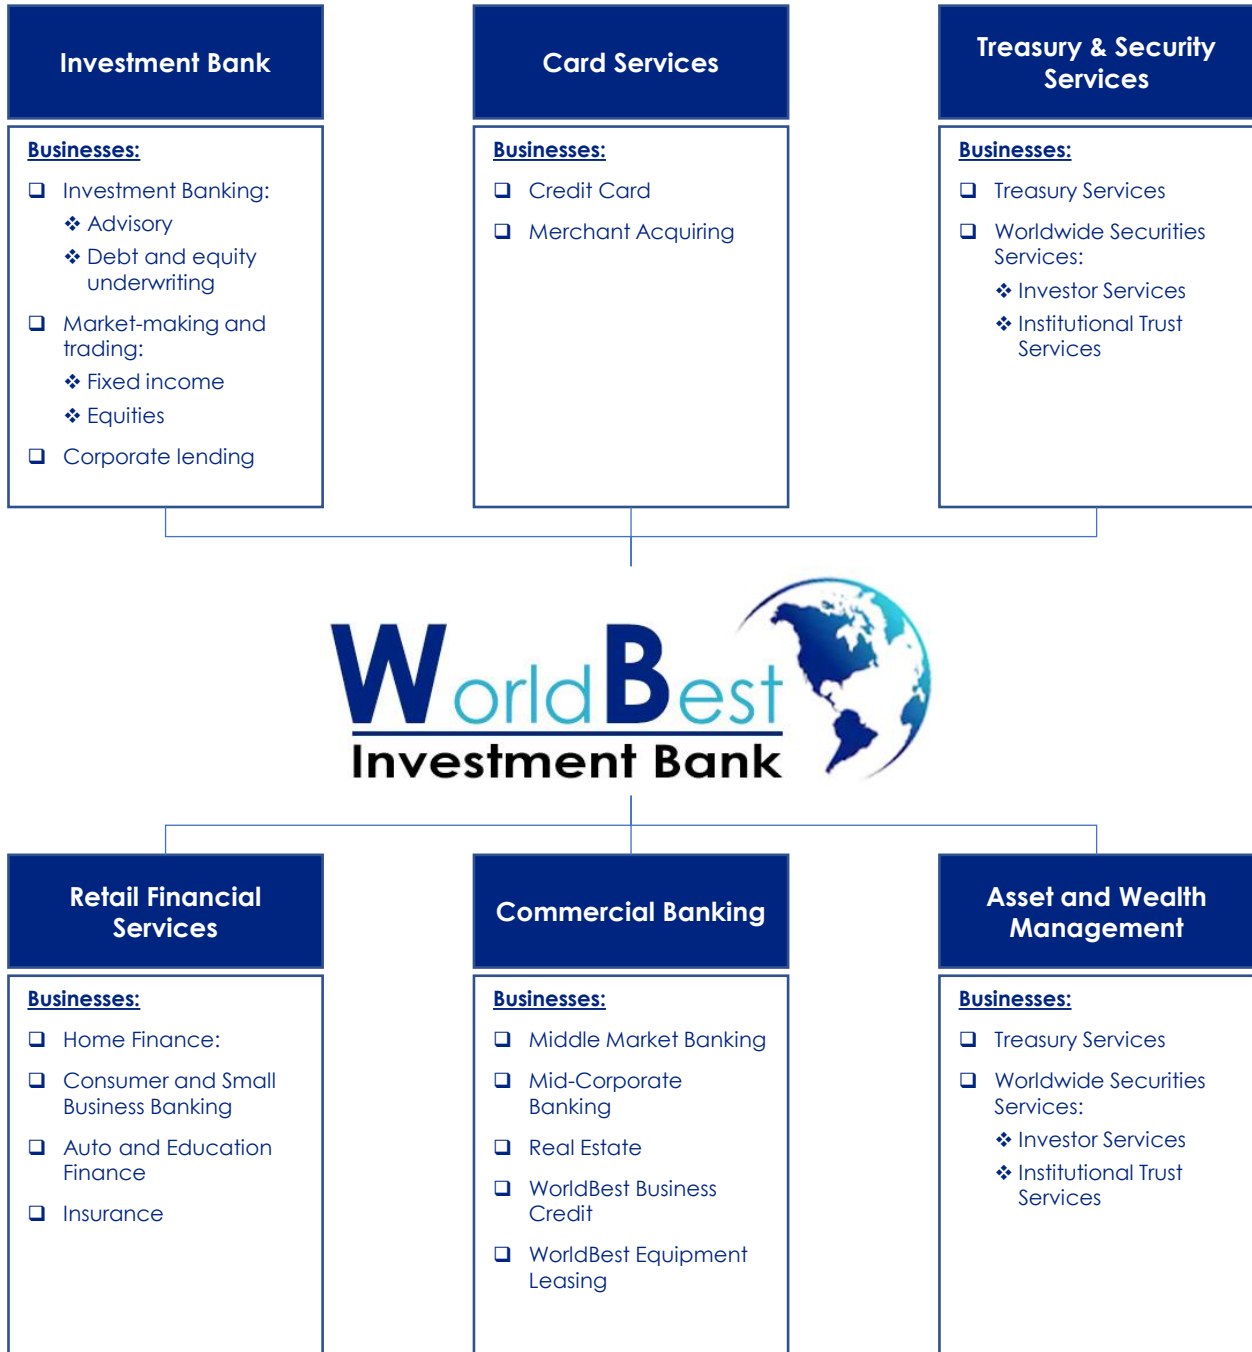 Investment Bank
Businesses:
Investment Banking:
Advisory
Debt and equity
underwriting
Market-making and
trading:
Fixed income
Equities
Corporate lending
Card Services
Businesses:
Credit Card
Merchant Acquiring
Treasury & Security
Services
Businesses:
Treasury Services
Worldwide Securities
Services:
Investor Services
Institutional Trust
Services
WorldBest
Investment Bank
Retail Financial
Services
Businesses:
Home Finance:
Consumer and Small
Business Banking
Auto and Education
Finance
Insurance
Commercial Banking
Businesses:
Middle Market Banking
Mid-Corporate
Banking
Real Estate
WorldBest Business
Credit
WorldBest Equipment
Leasing
Asset and Wealth
Management
Businesses:
Treasury Services
Worldwide Securities
Services:
Investor Services
Institutional Trust
Services